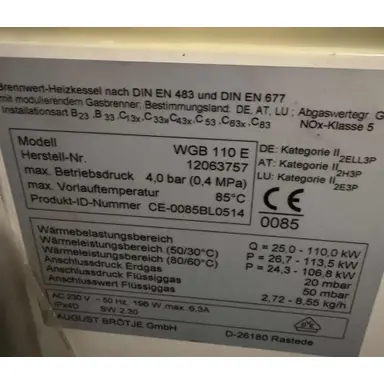 Brennwert-Heizkessel nach DIN EN 483 und DIN EN 677
mit modulierendem Gasbrenner, Bestimmungsland: DE, AT, LU ; Abgaswertegr G
Installationsart B23, B33, C13x, C33x, C43x, C53, C63x, C83 NOx-Klasse 5
Modell WGB 110 E
Herstell-Nr. 12063757
max. Betriebsdruck 4,0 bar (0,4 MPa)
max. Vorlauftemperatur 85°C
Produkt-ID-Nummer CE-0085BL0514
DE: Kategorie II2ELL3P
AT: Kategorie II2H3P
LU: Kategorie II2E3P
CE
0085
Wärmebelastungsbereich Q = 25,0 - 110,0 kW
Wärmeleistungsbereich (50/30°C) P = 26,7 - 113,5 kW
Wärmeleistungsbereich (80/60°C) P = 24,3 - 106,8 kW
Anschlussdruck Erdgas 20 mbar
Anschlussdruck Flüssiggas 50 mbar
Anschlusswert Flüssiggas 2,72 - 8,55 kg/h
AC 230 V ~ 50 Hz, 196 W max. 6,3A
IPx4D SW 2.30
AUGUST BRÖTJE GmbH D-26180 Rastede